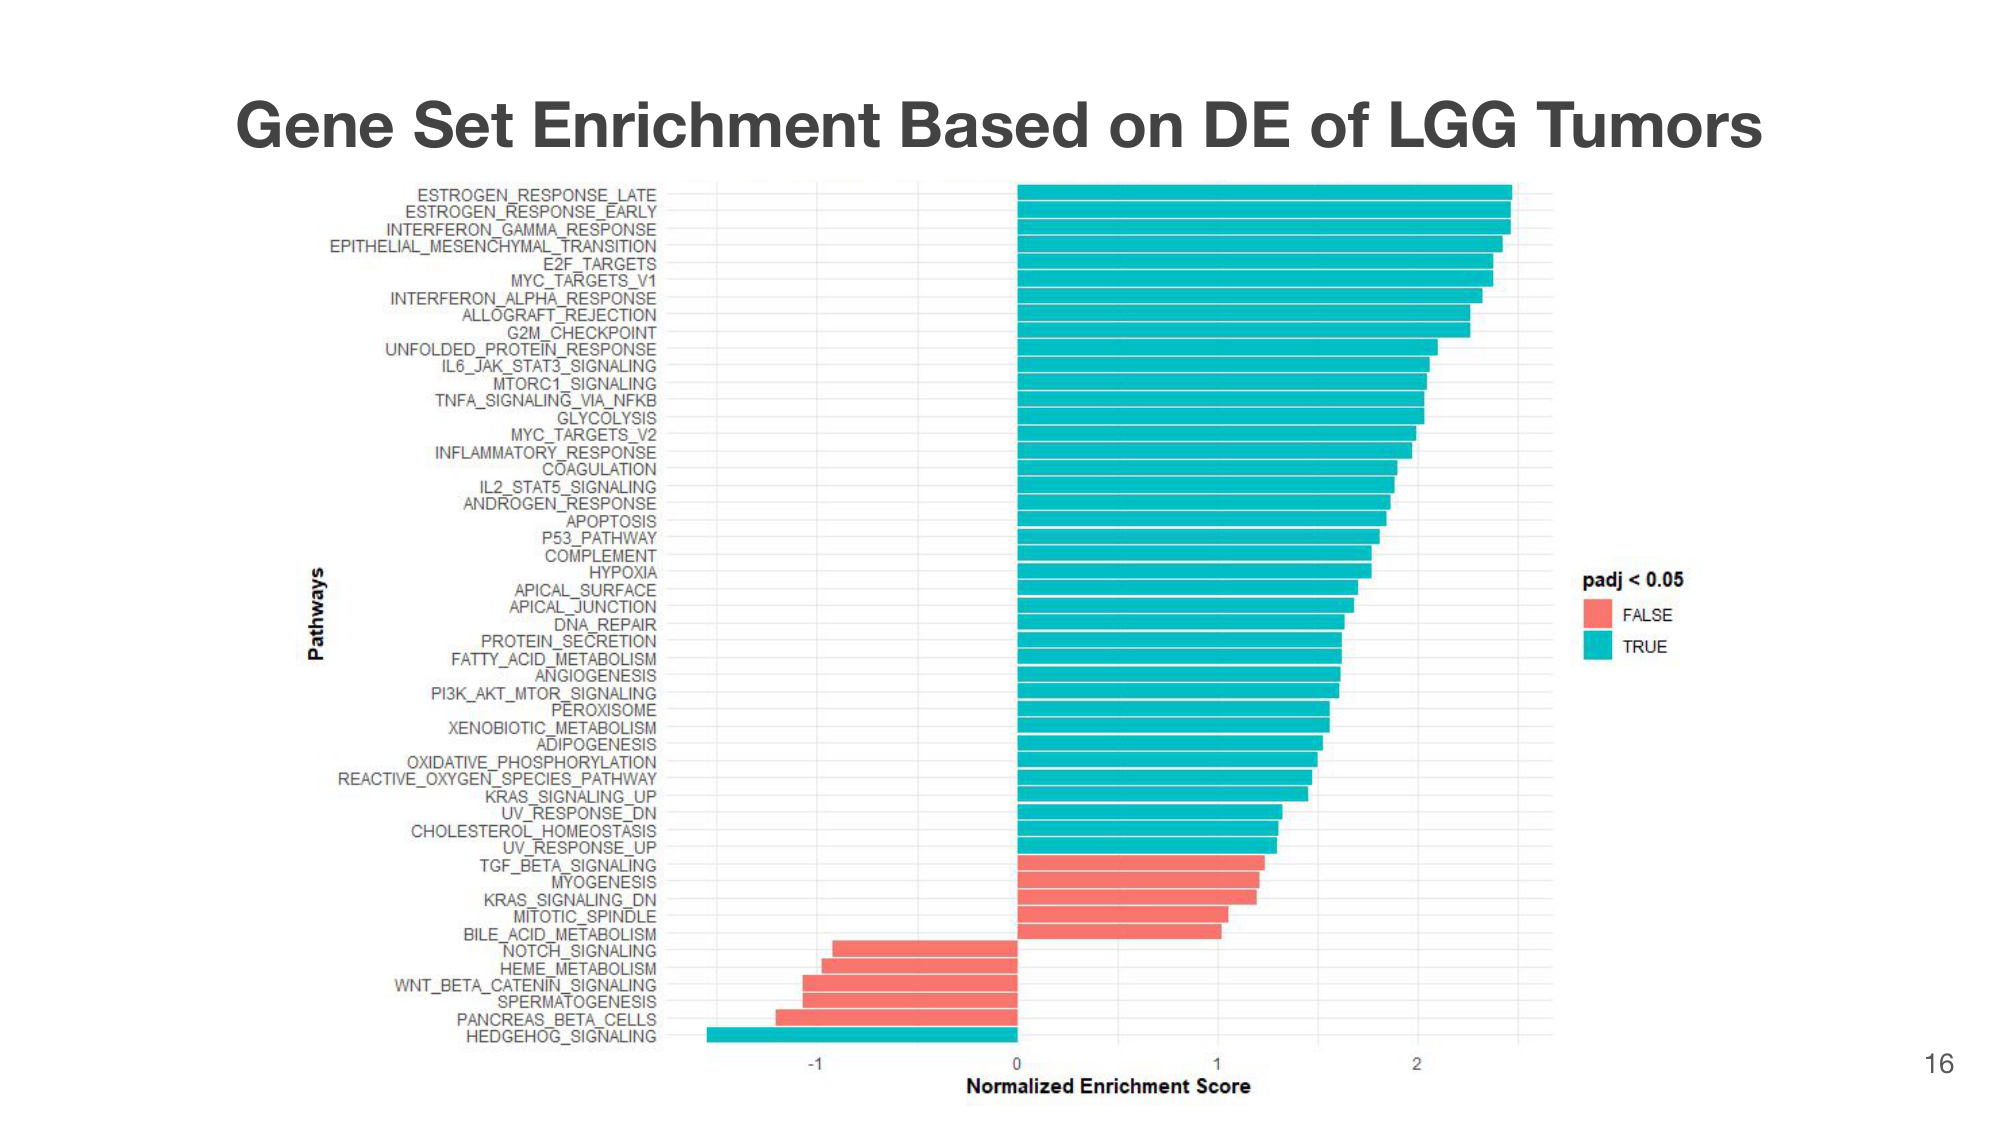 Gene Set Enrichment Based on DE of LGG Tumors
ESTROGEN_RESPONSE_LATE
ESTROGEN_RESPONSE_EARLY
INTERFERON_GAMMA_RESPONSE
EPITHELIAL_MESENCHYMAL_TRANSITION
E2F_TARGETS
MYC_TARGETS_V1
INTERFERON_ALPHA_RESPONSE
ALLOGRAFT_REJECTION
G2M_CHECKPOINT
UNFOLDED_PROTEIN_RESPONSE
IL6_JAK_STAT3_SIGNALING
MTORC1_SIGNALING
TNFA_SIGNALING_VIA_NFKB
GLYCOLYSIS
MYC_TARGETS_V2
INFLAMMATORY_RESPONSE
COAGULATION
IL2_STAT5_SIGNALING
ANDROGEN_RESPONSE
APOPTOSIS
P53_PATHWAY
COMPLEMENT
HYPOXIA
APICAL_SURFACE
APICAL_JUNCTION
DNA_REPAIR
PROTEIN_SECRETION
FATTY_ACID_METABOLISM
ANGIOGENESIS
PI3K_AKT_MTOR_SIGNALING
PEROXISOME
XENOBIOTIC_METABOLISM
ADIPOGENESIS
OXIDATIVE_PHOSPHORYLATION
REACTIVE_OXYGEN_SPECIES_PATHWAY
KRAS_SIGNALING_UP
UV_RESPONSE_DN
CHOLESTEROL_HOMEOSTASIS
UV_RESPONSE_UP
TGF_BETA_SIGNALING
MYOGENESIS
KRAS_SIGNALING_DN
MITOTIC_SPINDLE
BILE_ACID_METABOLISM
NOTCH_SIGNALING
HEME_METABOLISM
WNT_BETA_CATENIN_SIGNALING
SPERMATOGENESIS
PANCREAS_BETA_CELLS
HEDGEHOG_SIGNALING
Pathways
-1 0 1 2
Normalized Enrichment Score
padj < 0.05
FALSE
TRUE
16